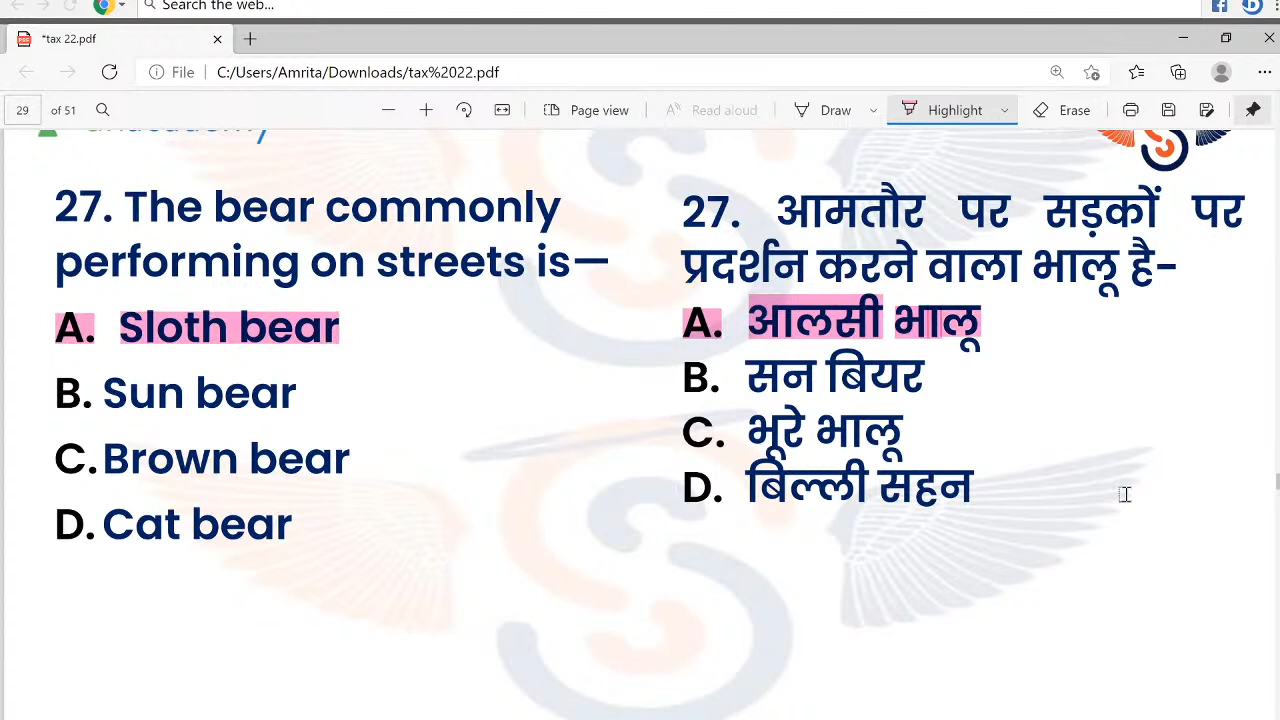 Search the web...
*tax 22.pdf
File C:/Users/Amrita/Downloads/tax%2022.pdf
29 of 51 Page view Read aloud Draw Highlight Erase
27. The bear commonly
performing on streets is—
A. Sloth bear
B. Sun bear
C. Brown bear
D. Cat bear
27. आमतौर पर सड़कों पर
प्रदर्शन करने वाला भालू है-
A. आलसी भालू
B. सन बियर
C. भूरे भालू
D. बिल्ली सहन